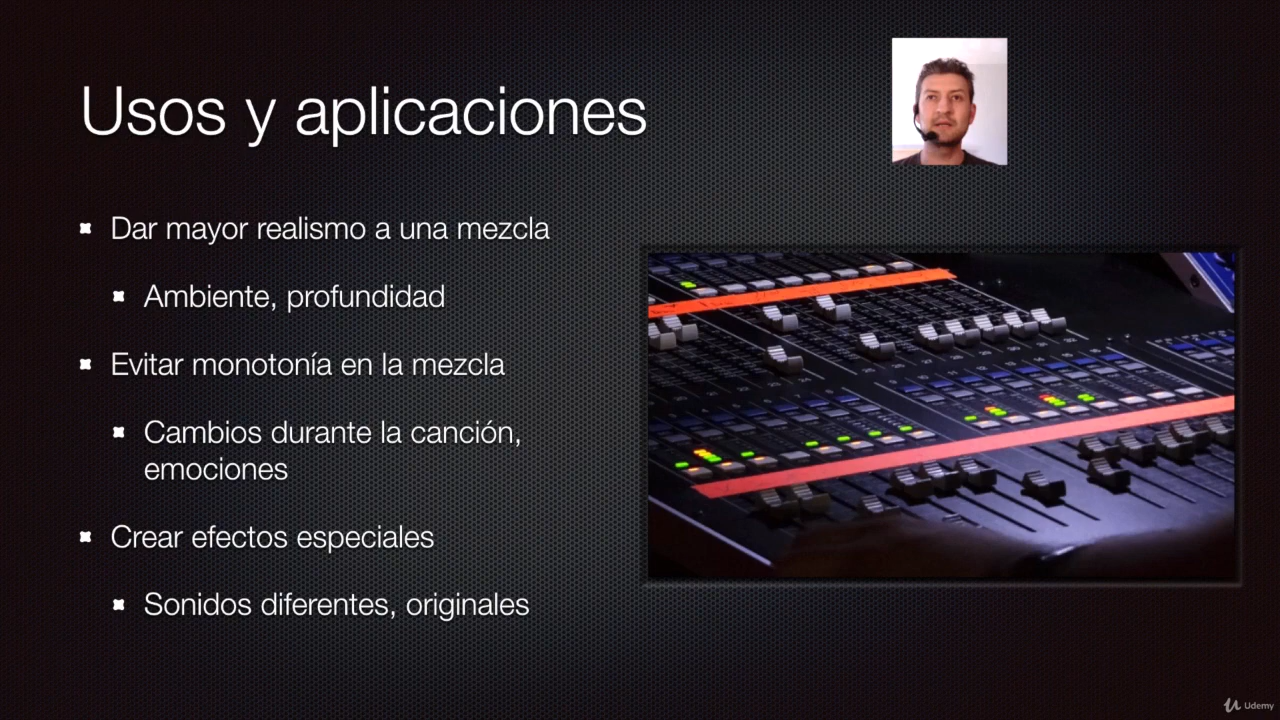 Usos y aplicaciones
Dar mayor realismo a una mezcla
Ambiente, profundidad
Evitar monotonía en la mezcla
Cambios durante la canción,
emociones
Crear efectos especiales
Sonidos diferentes, originales
Udemy